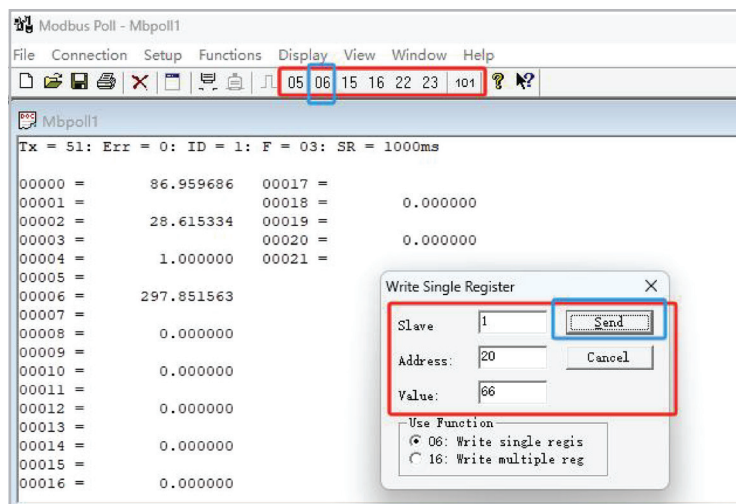 Modbus Poll - Mbpoll1
File Connection Setup Functions Display View Window Help
05 06 15 16 22 23 101
Mbpoll1
Tx = 51: Err = 0: ID = 1: F = 03: SR = 1000ms
00000 = 86.959686 00017 =
00001 = 00018 = 0.000000
00002 = 28.615334 00019 =
00003 = 00020 = 0.000000
00004 = 1.000000 00021 =
00005 =
00006 = 297.851563
00007 =
00008 = 0.000000
00009 =
00010 = 0.000000
00011 =
00012 = 0.000000
00013 =
00014 = 0.000000
00015 =
00016 = 0.000000
Write Single Register
Slave 1 Send
Address: 20 Cancel
Value: 66
Use Function
06: Write single regis
16: Write multiple reg